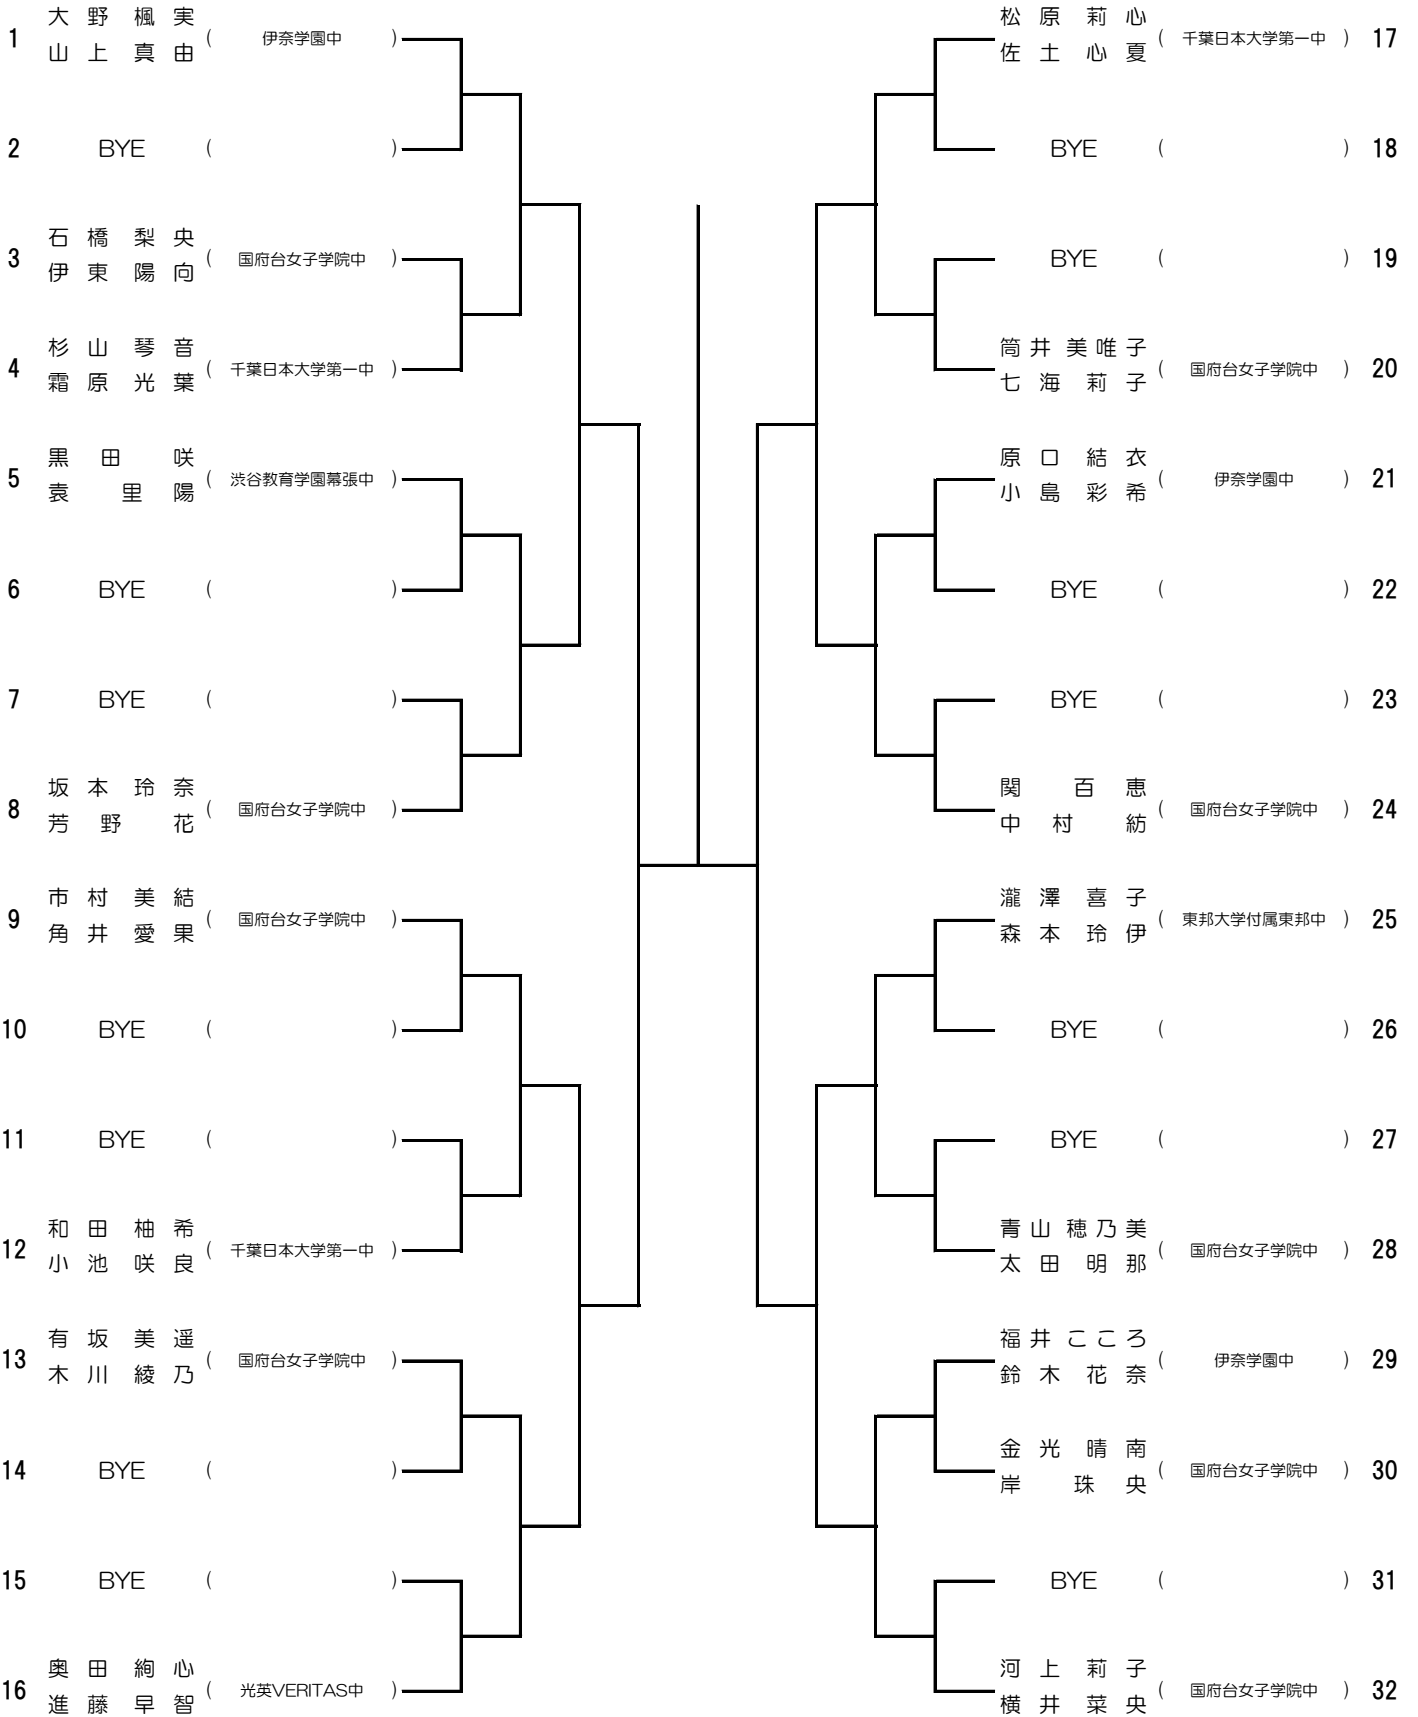 大野 楓実
1 ( 伊奈学園中 )
山上 真由
2 BYE ( )
石橋 梨央
3 ( 国府台女子学院中 )
伊東 陽向
杉山 琴音
4 ( 千葉日本大学第一中 )
霜原 光葉
黒田 咲
5 ( 渋谷教育学園幕張中 )
袁 里陽
6 BYE ( )
7 BYE ( )
坂本 玲奈
8 ( 国府台女子学院中 )
芳野 花
市村 美結
9 ( 国府台女子学院中 )
角井 愛果
10 BYE ( )
11 BYE ( )
和田 柚希
12 ( 千葉日本大学第一中 )
小池 咲良
有坂 美遥
13 ( 国府台女子学院中 )
木川 綾乃
14 BYE ( )
15 BYE ( )
奥田 絢心
16 ( 光英VERITAS中 )
進藤 早智
松原 莉心
( 千葉日本大学第一中 ) 17
佐土 心夏
BYE ( ) 18
BYE ( ) 19
筒井 美唯子
( 国府台女子学院中 ) 20
七海 莉子
原口 結衣
( 伊奈学園中 ) 21
小島 彩希
BYE ( ) 22
BYE ( ) 23
関 百恵
( 国府台女子学院中 ) 24
中村 紡
瀧澤 喜子
( 東邦大学付属東邦中 ) 25
森本 玲伊
BYE ( ) 26
BYE ( ) 27
青山 穂乃美
( 国府台女子学院中 ) 28
太田 明那
福井 こころ
( 伊奈学園中 ) 29
鈴木 花奈
金光 晴南
( 国府台女子学院中 ) 30
岸 珠央
BYE ( ) 31
河上 莉子
( 国府台女子学院中 ) 32
横井 菜央